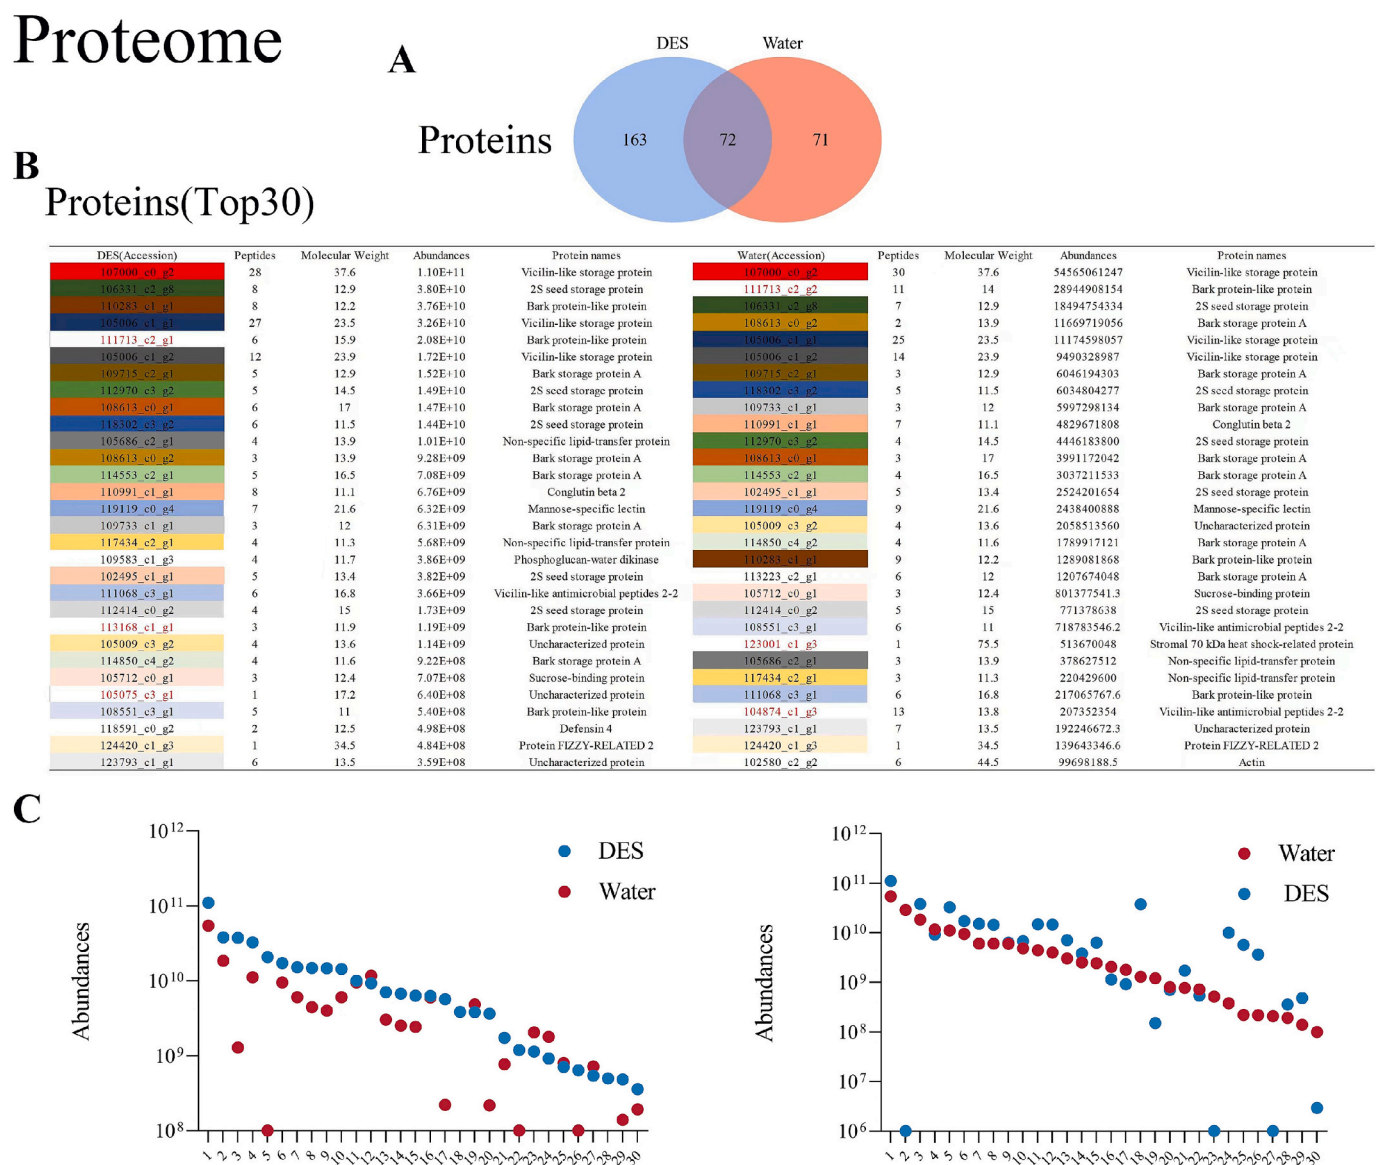 Proteome
A
DES Water
Proteins
163 72 71
B
Proteins(Top30)
DES(Accession) Peptides Molecular Weight Abundances Protein names Water(Accession) Peptides Molecular Weight Abundances Protein names
107000_c0_g2 28 37.6 1.10E+11 Vicilin-like storage protein 107000_c0_g2 30 37.6 54565061247 Vicilin-like storage protein
106331_c2_g8 8 12.9 3.80E+10 2S seed storage protein 111713_c2_g2 11 14 28944908154 Bark protein-like protein
110283_c1_g1 8 12.2 3.76E+10 Bark protein-like protein 106331_c2_g8 7 12.9 18494754334 2S seed storage protein
105006_c1_g1 27 23.5 3.26E+10 Vicilin-like storage protein 108613_c0_g2 2 13.9 11669719056 Bark storage protein A
111713_c2_g1 6 15.9 2.08E+10 Bark protein-like protein 105006_c1_g1 25 23.5 11174598057 Vicilin-like storage protein
105006_c1_g2 12 23.9 1.72E+10 Vicilin-like storage protein 105006_c1_g2 14 23.9 9490328987 Vicilin-like storage protein
109715_c2_g1 5 12.9 1.52E+10 Bark storage protein A 109715_c2_g1 3 12.9 6046194303 Bark storage protein A
112970_c3_g2 5 14.5 1.49E+10 2S seed storage protein 118302_c3_g2 5 11.5 6034804277 2S seed storage protein
108613_c0_g1 6 17 1.47E+10 Bark storage protein A 109733_c1_g1 3 12 5997298134 Bark storage protein A
118302_c3_g2 6 11.5 1.44E+10 2S seed storage protein 110991_c1_g1 7 11.1 4829671808 Conglutin beta 2
105686_c2_g1 4 13.9 1.01E+10 Non-specific lipid-transfer protein 112970_c3_g2 4 14.5 4446183800 2S seed storage protein
108613_c0_g2 3 13.9 9.28E+09 Bark storage protein A 108613_c0_g1 3 17 3991172042 Bark storage protein A
114553_c2_g1 5 16.5 7.08E+09 Bark storage protein A 114553_c2_g1 4 16.5 3037211533 Bark storage protein A
110991_c1_g1 8 11.1 6.76E+09 Conglutin beta 2 102495_c1_g1 5 13.4 2524201654 2S seed storage protein
119119_c0_g4 7 21.6 6.32E+09 Mannose-specific lectin 119119_c0_g4 9 21.6 2438400888 Mannose-specific lectin
109733_c1_g1 3 12 6.31E+09 Bark storage protein A 105009_c3_g2 4 13.6 2058513560 Uncharacterized protein
117434_c2_g1 4 11.3 5.68E+09 Non-specific lipid-transfer protein 114850_c4_g2 4 11.6 1789917121 Bark storage protein A
109583_c1_g3 4 11.7 3.86E+09 Phosphoglucan-water dikinase 110283_c1_g1 9 12.2 1289081868 Bark protein-like protein
102495_c1_g1 5 13.4 3.82E+09 2S seed storage protein 113223_c2_g1 6 12 1207674048 Bark storage protein A
111068_c3_g1 6 16.8 3.66E+09 Vicilin-like antimicrobial peptides 2-2 105712_c0_g1 3 12.4 801377541.3 Sucrose-binding protein
112414_c0_g2 4 15 1.73E+09 2S seed storage protein 112414_c0_g2 5 15 771378638 2S seed storage protein
113168_c1_g1 3 11.9 1.19E+09 Bark protein-like protein 108551_c3_g1 6 11 718783546.2 Vicilin-like antimicrobial peptides 2-2
105009_c3_g2 4 13.6 1.14E+09 Uncharacterized protein 123001_c1_g3 1 75.5 513670048 Stromal 70 kDa heat shock-related protein
114850_c4_g2 4 11.6 9.22E+08 Bark storage protein A 105686_c2_g1 3 13.9 378627512 Non-specific lipid-transfer protein
105712_c0_g1 3 12.4 7.07E+08 Sucrose-binding protein 117434_c2_g1 3 11.3 220429600 Non-specific lipid-transfer protein
105075_c3_g1 1 17.2 6.40E+08 Uncharacterized protein 111068_c3_g1 6 16.8 217065767.6 Bark protein-like protein
108551_c3_g1 5 11 5.40E+08 Bark protein-like protein 104874_c1_g3 13 13.8 207352354 Vicilin-like antimicrobial peptides 2-2
118591_c0_g2 2 12.5 4.98E+08 Defensin 4 123793_c1_g1 7 13.5 192246672.3 Uncharacterized protein
124420_c1_g3 1 34.5 4.84E+08 Protein FIZZY-RELATED 2 124420_c1_g3 1 34.5 139643346.6 Protein FIZZY-RELATED 2
123793_c1_g1 6 13.5 3.59E+08 Uncharacterized protein 102580_c2_g2 6 44.5 99698188.5 Actin
C
Abundances
10¹²
10¹¹
10¹⁰
10⁹
10⁸
DES
Water
1 2 3 4 5 6 7 8 9 10 11 12 13 14 15 16 17 18 19 20 21 22 23 24 25 26 27 28 29 30
Abundances
10¹²
10¹¹
10¹⁰
10⁹
10⁸
10⁷
10⁶
Water
DES
1 2 3 4 5 6 7 8 9 10 11 12 13 14 15 16 17 18 19 20 21 22 23 24 25 26 27 28 29 30